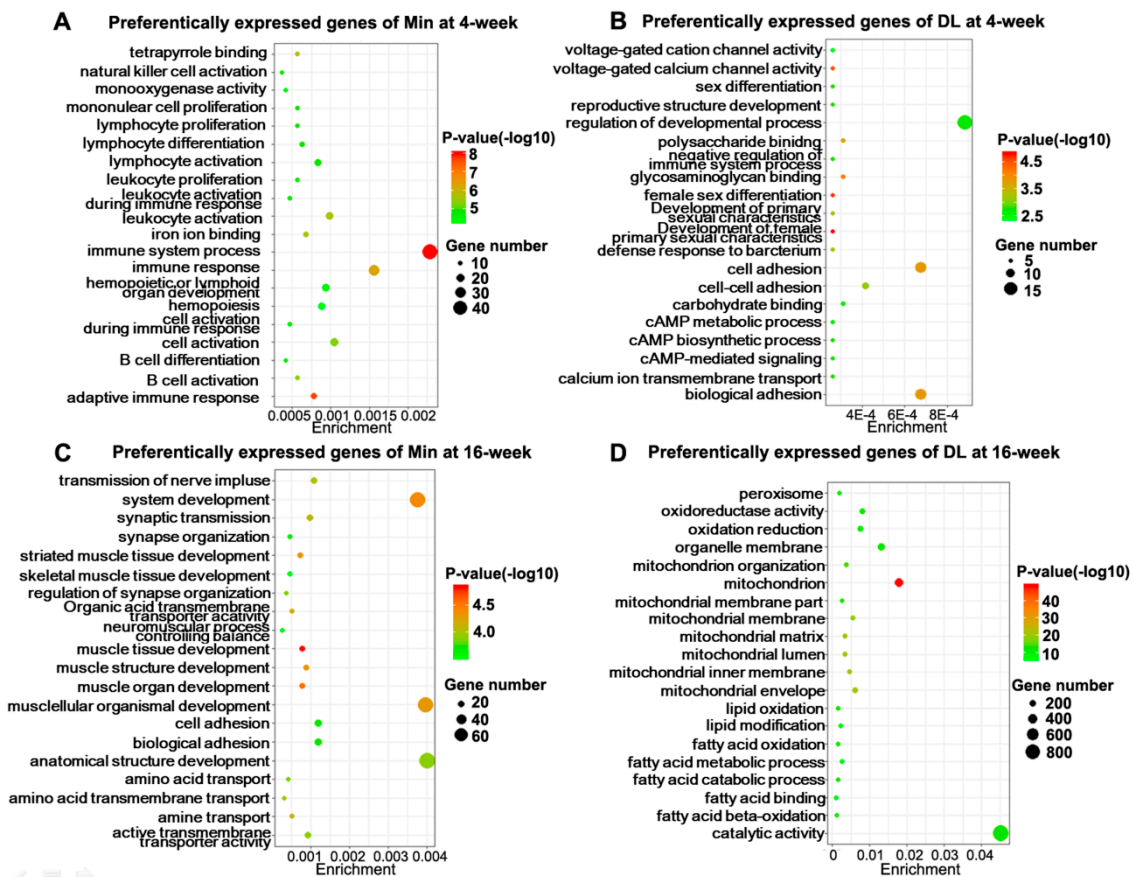 A Preferentically expressed genes of Min at 4-week
tetrapyrrole binding
natural killer cell activation
monooxygenase activity
mononular cell proliferation
lymphocyte proliferation
lymphocyte differentiation
lymphocyte activation
leukocyte proliferation
leukocyte activation
during immune response
leukocyte activation
iron ion binding
immune system process
immune response
hemopoietic or lymphoid
organ development
hemopoiesis
cell activation
during immune response
cell activation
B cell differentiation
B cell activation
adaptive immune response
0.0005 0.001 0.0015 0.002
Enrichment
P-value(-log10)
8
7
6
5
Gene number
10
20
30
40
B Preferentically expressed genes of DL at 4-week
voltage-gated cation channel activity
voltage-gated calcium channel activity
sex differentiation
reproductive structure development
regulation of developmental process
polysaccharide binidng
negative regulation of
immune system process
glycosaminoglycan binding
female sex differentiation
Development of primary
sexual characteristics
Development of female
primary sexual characteristics
defense response to barcterium
cell adhesion
cell-cell adhesion
carbohydrate binding
cAMP metabolic process
cAMP biosynthetic process
cAMP-mediated signaling
calcium ion transmembrane transport
biological adhesion
4E-4 6E-4 8E-4
Enrichment
P-value(-log10)
4.5
4.0
3.5
3.0
2.5
Gene number
5
10
15
C Preferentically expressed genes of Min at 16-week
transmission of nerve impluse
system development
synaptic transmission
synapse organization
striated muscle tissue development
skeletal muscle tissue development
regulation of synapse organization
Organic acid transmembrane
transporter acativity
neuromuscular process
controlling balance
muscle tissue development
muscle structure development
muscle organ development
musclellular organismal development
cell adhesion
biological adhesion
anatomical structure development
amino acid transport
amino acid transmembrane transport
amine transport
active transmembrane
transporter activity
0.001 0.002 0.003 0.004
Enrichment
P-value(-log10)
4.5
4.0
Gene number
20
40
60
D Preferentically expressed genes of DL at 16-week
peroxisome
oxidoreductase activity
oxidation reduction
organelle membrane
mitochondrion organization
mitochondrion
mitochondrial membrane part
mitochondrial membrane
mitochondrial matrix
mitochondrial lumen
mitochondrial inner membrane
mitochondrial envelope
lipid oxidation
lipid modification
fatty acid oxidation
fatty acid metabolic process
fatty acid catabolic process
fatty acid binding
fatty acid beta-oxidation
catalytic activity
0 0.01 0.02 0.03 0.04
Enrichment
P-value(-log10)
40
30
20
10
Gene number
200
400
600
800